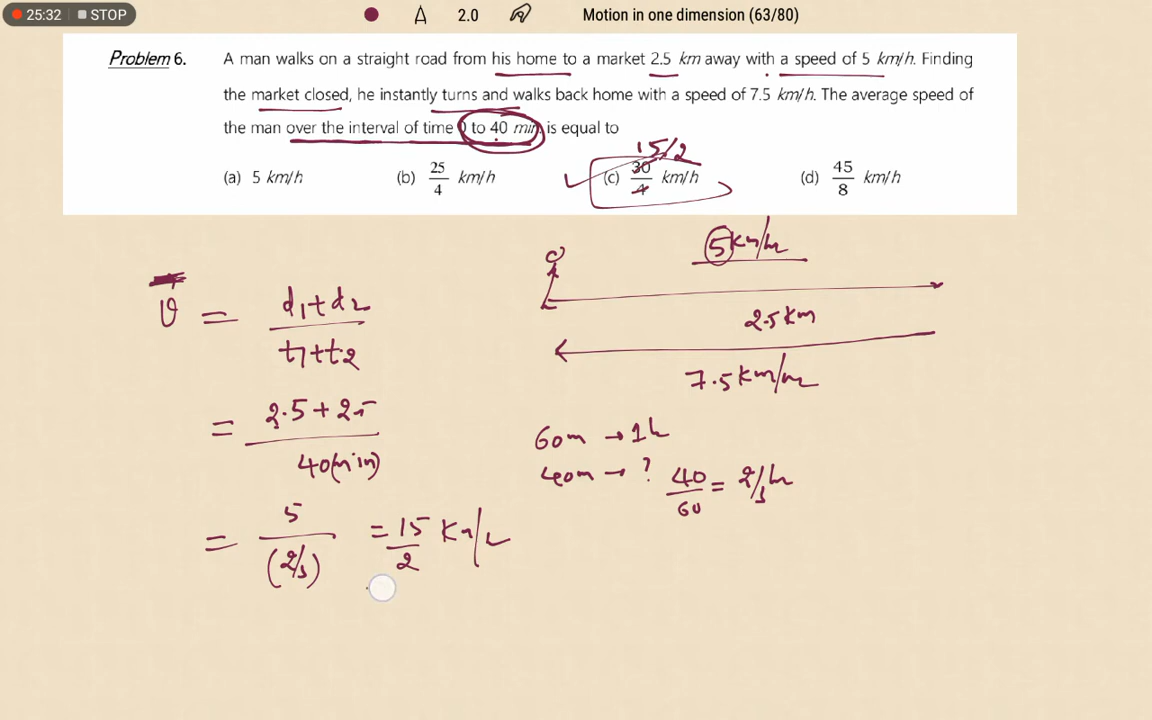 25:32 STOP 2.0 Motion in one dimension (63/80)
Problem 6. A man walks on a straight road from his home to a market 2.5 km away with a speed of 5 km/h. Finding
the market closed, he instantly turns and walks back home with a speed of 7.5 km/h. The average speed of
the man over the interval of time 0 to 40 min. is equal to
15/2
(a) 5 km/h (b) 25/4 km/h (c) 30/4 km/h (d) 45/8 km/h
5 km/hr
= d1+d2 / t1+t2
2.5 km
7.5 km/hr
= 2.5+2.5 / 40(min)
60m → 1h
40m → ? 40/60 = 2/3 hr
= 5/(2/3) = 15/2 km/h